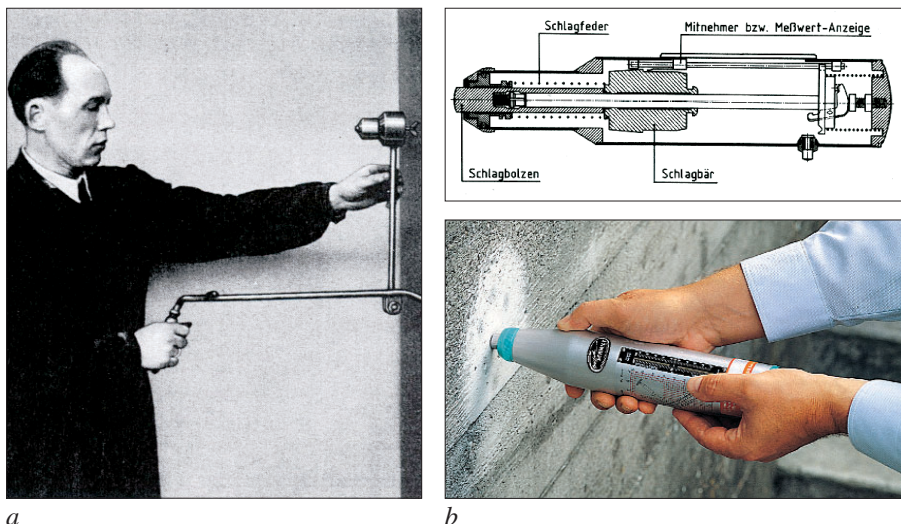 Schlagfeder
Mitnehmer bzw. Meßwert-Anzeige
Schlagbolzen
Schlagbär
a
b